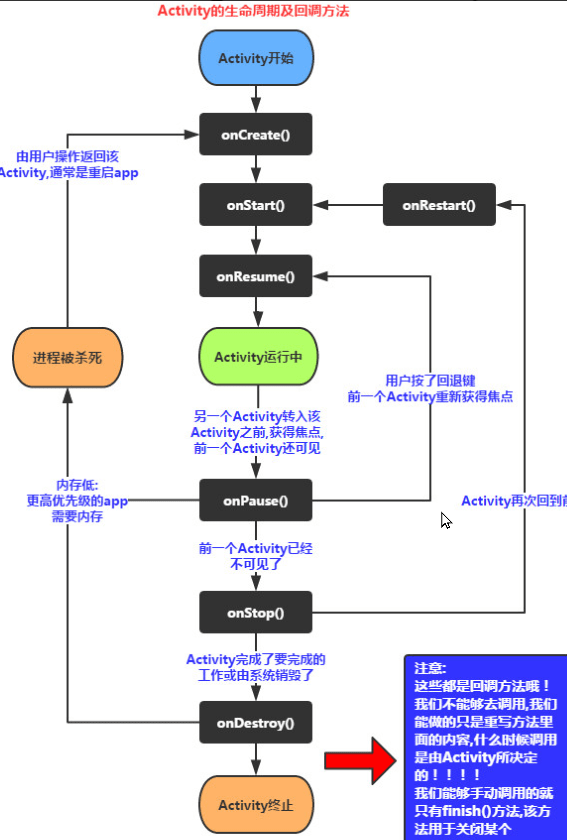 Activity的生命周期及回调方法
Activity开始
onCreate()
由用户操作返回该
Activity,通常是重启app
onStart()
onRestart()
onResume()
进程被杀死
Activity运行中
用户按了回退键
前一个Activity重新获得焦点
另一个Activity转入该
Activity之前,获得焦点,
前一个Activity还可见
内存低:
更高优先级的app
需要内存
onPause()
Activity再次回到前
前一个Activity已经
不可见了
onStop()
Activity完成了要完成的
工作或由系统销毁了
onDestroy()
Activity终止
注意:
这些都是回调方法哦！
我们不能够去调用,我们
能做的只是重写方法里
面的内容,什么时候调用
是由Activity所决定
的！！！！
我们能够手动调用的就
只有finish()方法,该方
法用于关闭某个